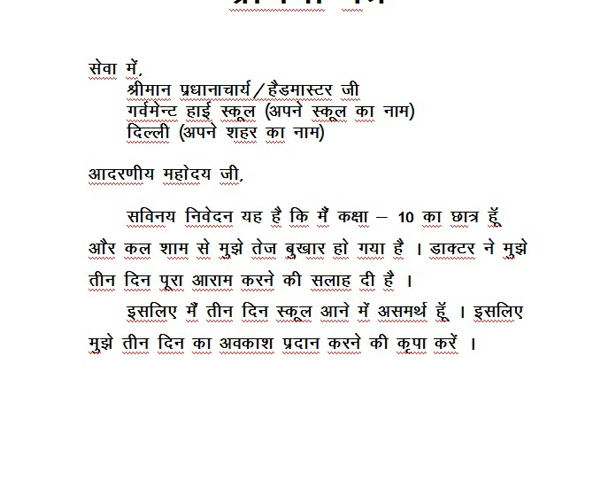 सेवा में,
श्रीमान प्रधानाचार्य/हैडमास्टर जी
गर्वमेन्ट हाई स्कूल (अपने स्कूल का नाम)
दिल्ली (अपने शहर का नाम)
आदरणीय महोदय जी,
सविनय निवेदन यह है कि मैं कक्षा – 10 का छात्र हूँ
और कल शाम से मुझे तेज बुखार हो गया है । डाक्टर ने मुझे
तीन दिन पूरा आराम करने की सलाह दी है ।
इसलिए मैं तीन दिन स्कूल आने में असमर्थ हूँ । इसलिए
मुझे तीन दिन का अवकाश प्रदान करने की कृपा करें ।